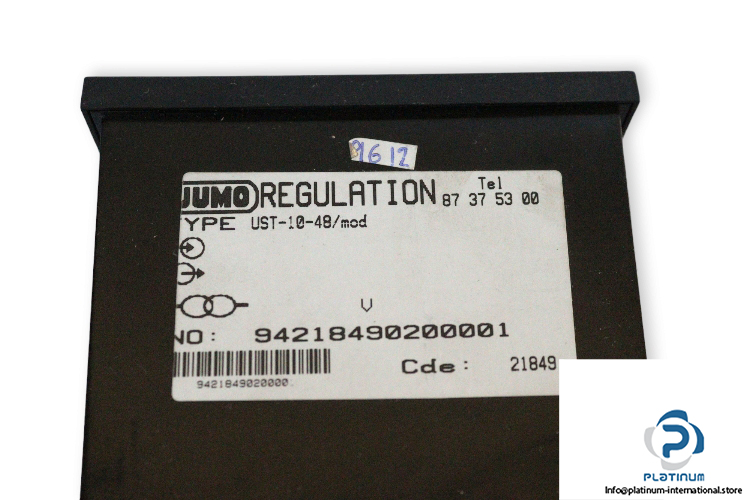 9612
JUMO REGULATION Tel
87 37 53 00
TYPE UST-10-48/mod
V
NO: 94218490200001
9421849020000
Cde: 21849
PLATINUM
Info@platinum-international.store